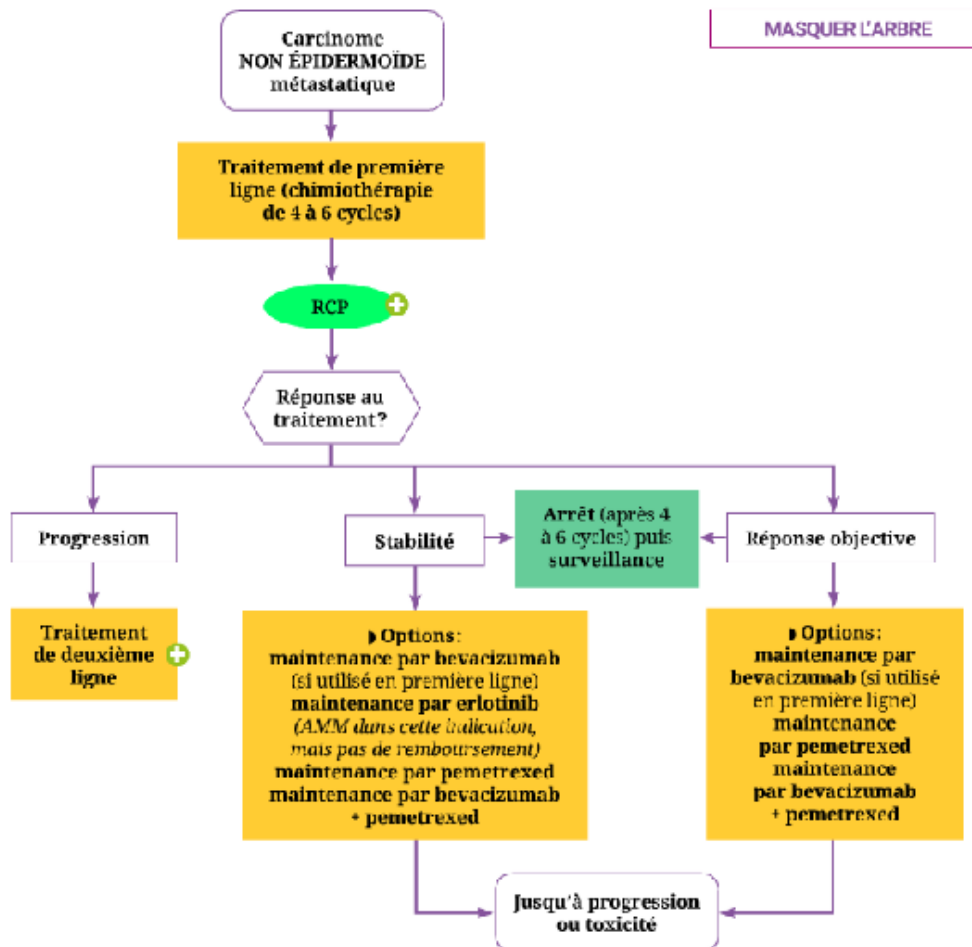 MASQUER L'ARBRE
Carcinome
NON ÉPIDERMOÏDE
métastatique
Traitement de première
ligne (chimiothérapie
de 4 à 6 cycles)
RCP
Réponse au
traitement?
Progression
Stabilité
Arrêt (après 4
à 6 cycles) puis
surveillance
Réponse objective
Traitement
de deuxième
ligne
◗ Options:
maintenance par bevacizumab
(si utilisé en première ligne)
maintenance par erlotinib
(AMM dans cette indication,
mais pas de remboursement)
maintenance par pemetrexed
maintenance par bevacizumab
+ pemetrexed
◗ Options:
maintenance par
bevacizumab (si utilisé
en première ligne)
maintenance
par pemetrexed
maintenance
par bevacizumab
+ pemetrexed
Jusqu'à progression
ou toxicité